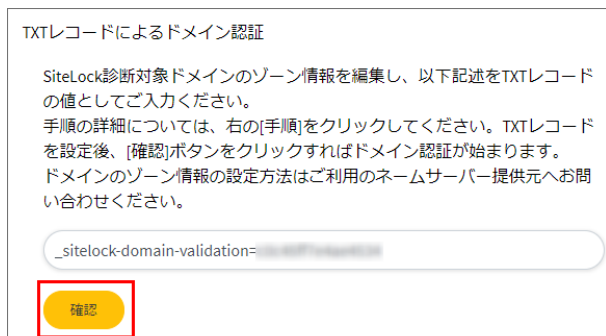 TXTレコードによるドメイン認証
SiteLock診断対象ドメインのゾーン情報を編集し、以下記述をTXTレコード
の値としてご入力ください。
手順の詳細については、右の[手順]をクリックしてください。TXTレコード
を設定後、[確認]ボタンをクリックすればドメイン認証が始まります。
ドメインのゾーン情報の設定方法はご利用のネームサーバー提供元へお問
い合わせください。
_sitelock-domain-validation=
確認